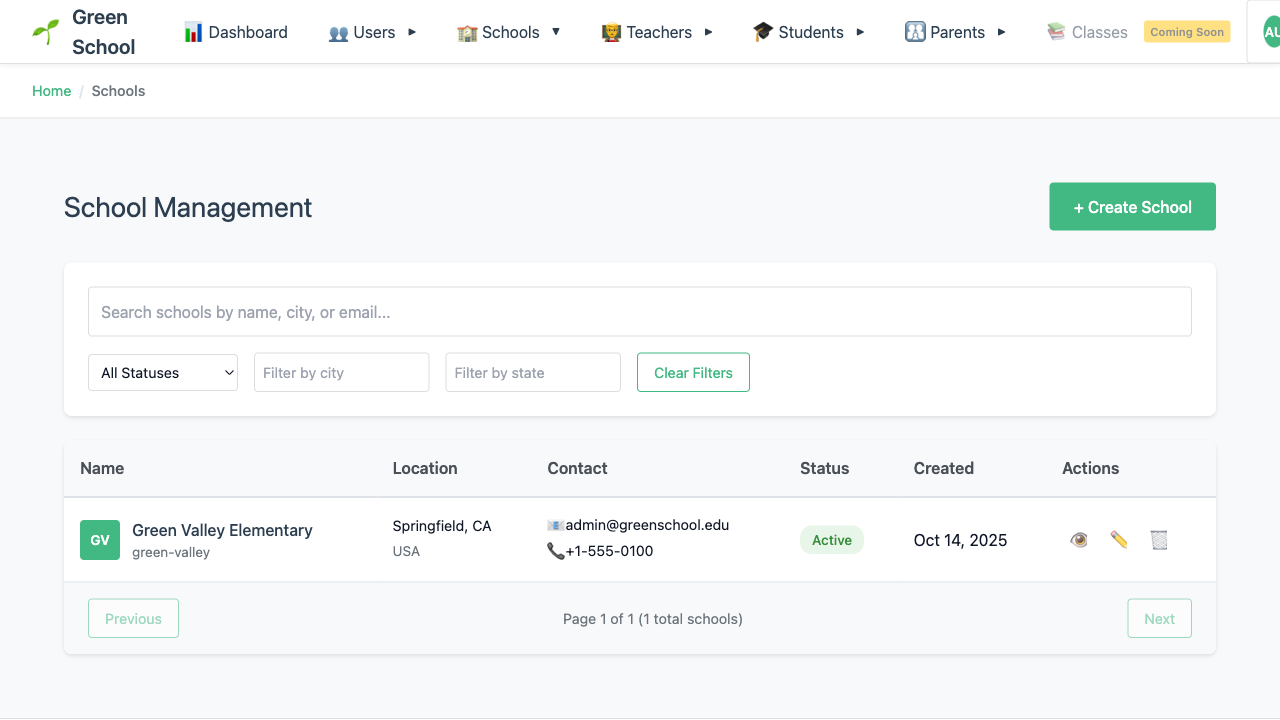 Green School
Dashboard
Users
Schools
Teachers
Students
Parents
Classes
Coming Soon
AU
Home / Schools
School Management
+ Create School
Search schools by name, city, or email...
All Statuses
Filter by city
Filter by state
Clear Filters
Name Location Contact Status Created Actions
GV
Green Valley Elementary
green-valley
Springfield, CA
USA
admin@greenschool.edu
+1-555-0100
Active
Oct 14, 2025
Previous
Page 1 of 1 (1 total schools)
Next